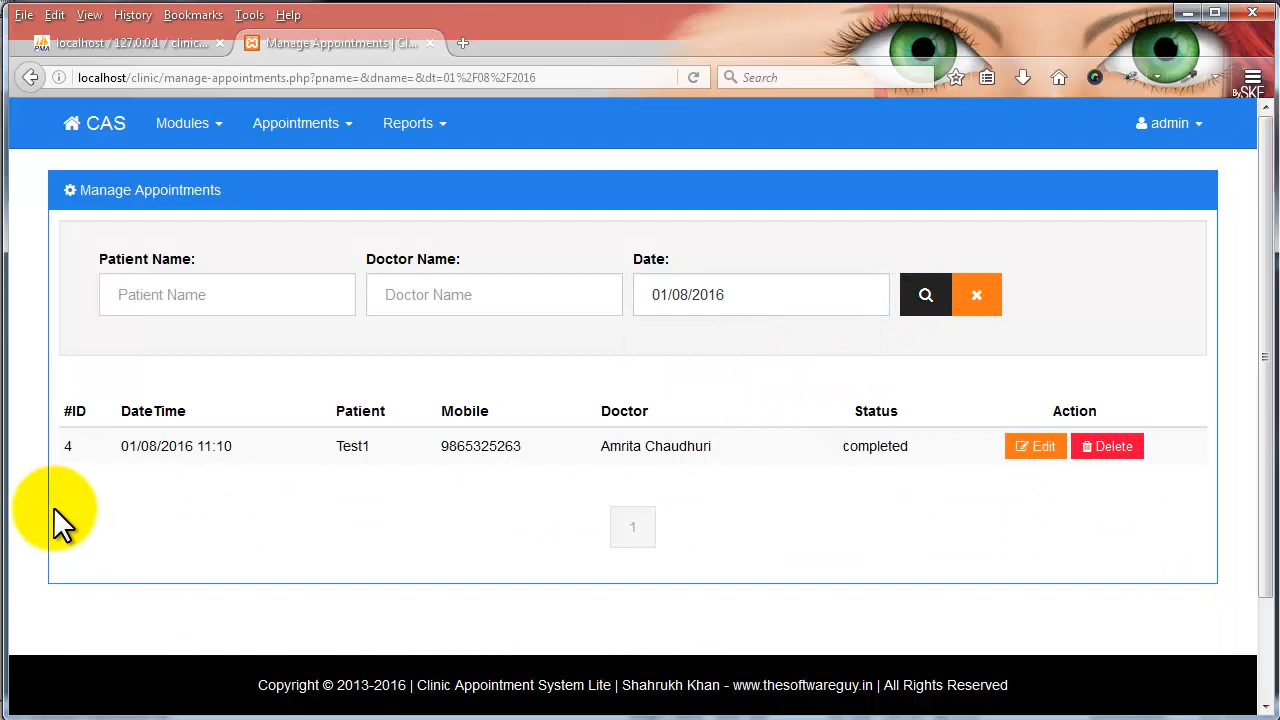 File Edit View History Bookmarks Tools Help
localhost / 127.0.0.1 / clinic... Manage Appointments | Cl...
localhost/clinic/manage-appointments.php?pname=&dname=&dt=01%2F08%2F2016 Search
BySKE
CAS Modules Appointments Reports admin
Manage Appointments
Patient Name: Doctor Name: Date:
Patient Name Doctor Name 01/08/2016
#ID DateTime Patient Mobile Doctor Status Action
4 01/08/2016 11:10 Test1 9865325263 Amrita Chaudhuri completed Edit Delete
1
Copyright © 2013-2016 | Clinic Appointment System Lite | Shahrukh Khan - www.thesoftwareguy.in | All Rights Reserved